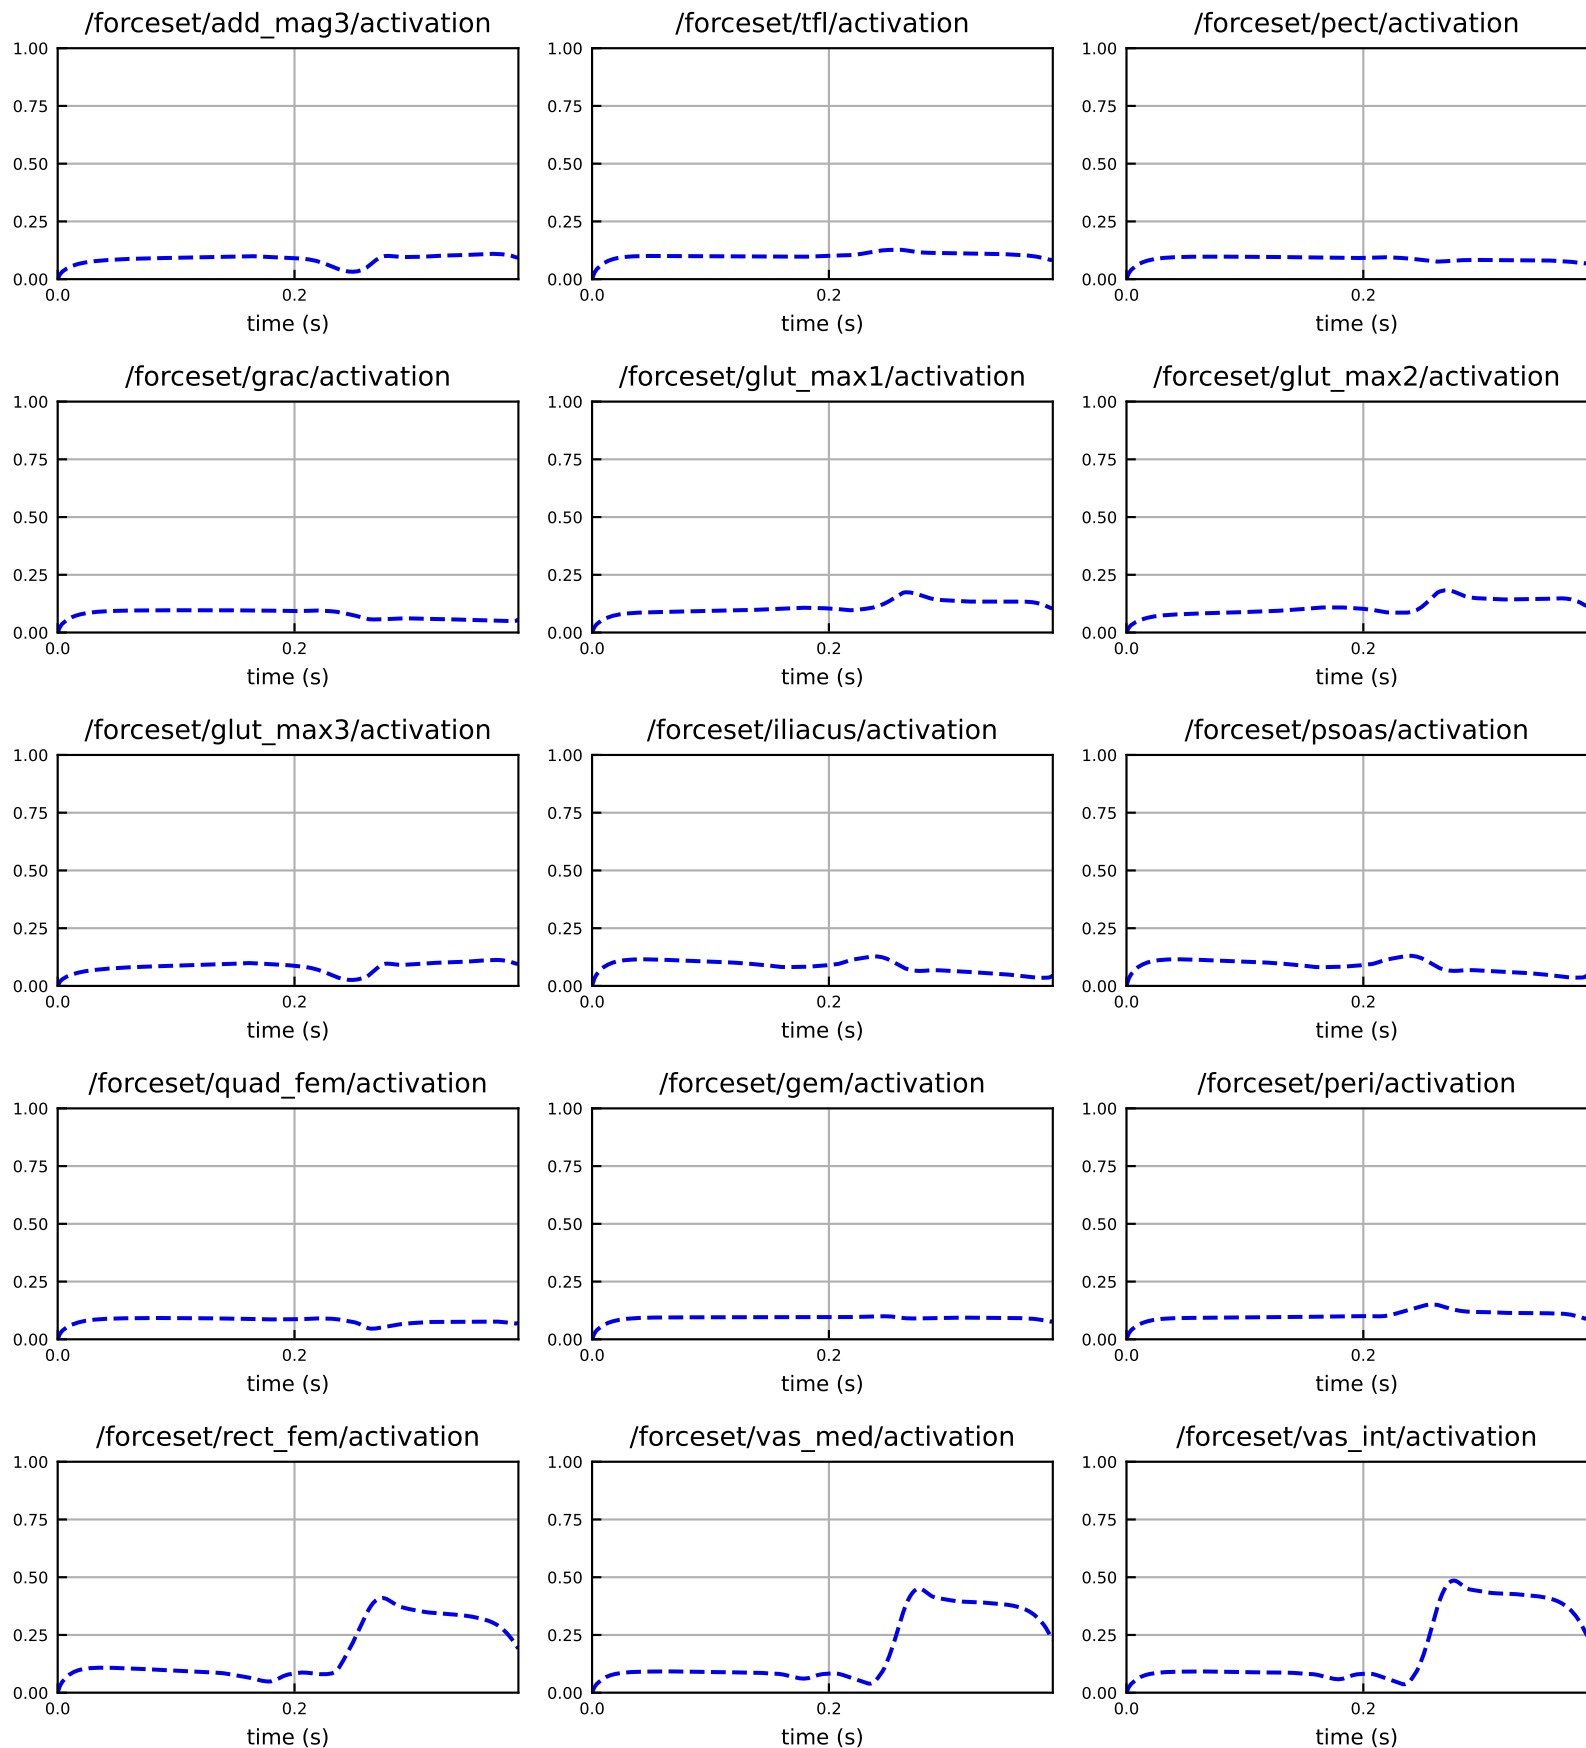 /forceset/add_mag3/activation /forceset/tfl/activation /forceset/pect/activation
1.00 1.00 1.00
0.75 0.75 0.75
0.50 0.50 0.50
0.25 0.25 0.25
0.00 0.00 0.00
0.0 0.2 0.0 0.2 0.0 0.2
time (s) time (s) time (s)
/forceset/grac/activation /forceset/glut_max1/activation /forceset/glut_max2/activation
1.00 1.00 1.00
0.75 0.75 0.75
0.50 0.50 0.50
0.25 0.25 0.25
0.00 0.00 0.00
0.0 0.2 0.0 0.2 0.0 0.2
time (s) time (s) time (s)
/forceset/glut_max3/activation /forceset/iliacus/activation /forceset/psoas/activation
1.00 1.00 1.00
0.75 0.75 0.75
0.50 0.50 0.50
0.25 0.25 0.25
0.00 0.00 0.00
0.0 0.2 0.0 0.2 0.0 0.2
time (s) time (s) time (s)
/forceset/quad_fem/activation /forceset/gem/activation /forceset/peri/activation
1.00 1.00 1.00
0.75 0.75 0.75
0.50 0.50 0.50
0.25 0.25 0.25
0.00 0.00 0.00
0.0 0.2 0.0 0.2 0.0 0.2
time (s) time (s) time (s)
/forceset/rect_fem/activation /forceset/vas_med/activation /forceset/vas_int/activation
1.00 1.00 1.00
0.75 0.75 0.75
0.50 0.50 0.50
0.25 0.25 0.25
0.00 0.00 0.00
0.0 0.2 0.0 0.2 0.0 0.2
time (s) time (s) time (s)